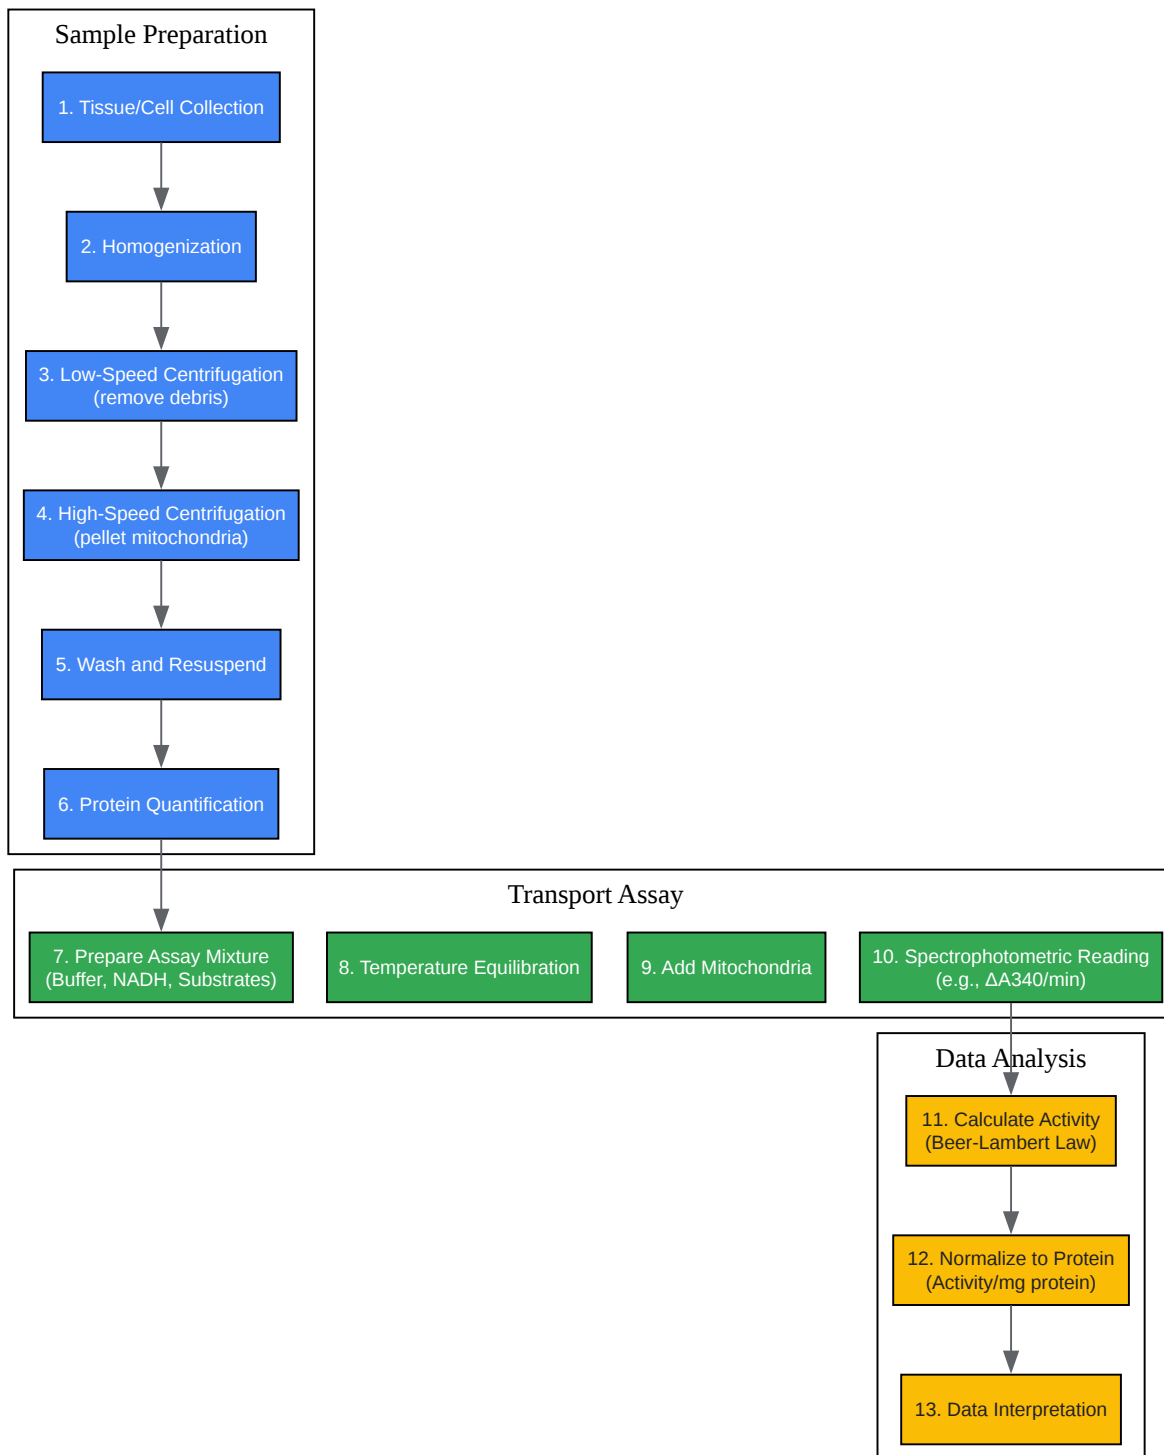 Sample Preparation
1. Tissue/Cell Collection
2. Homogenization
3. Low-Speed Centrifugation
(remove debris)
4. High-Speed Centrifugation
(pellet mitochondria)
5. Wash and Resuspend
6. Protein Quantification
Transport Assay
7. Prepare Assay Mixture
(Buffer, NADH, Substrates)
8. Temperature Equilibration
9. Add Mitochondria
10. Spectrophotometric Reading
(e.g., ΔA340/min)
Data Analysis
11. Calculate Activity
(Beer-Lambert Law)
12. Normalize to Protein
(Activity/mg protein)
13. Data Interpretation